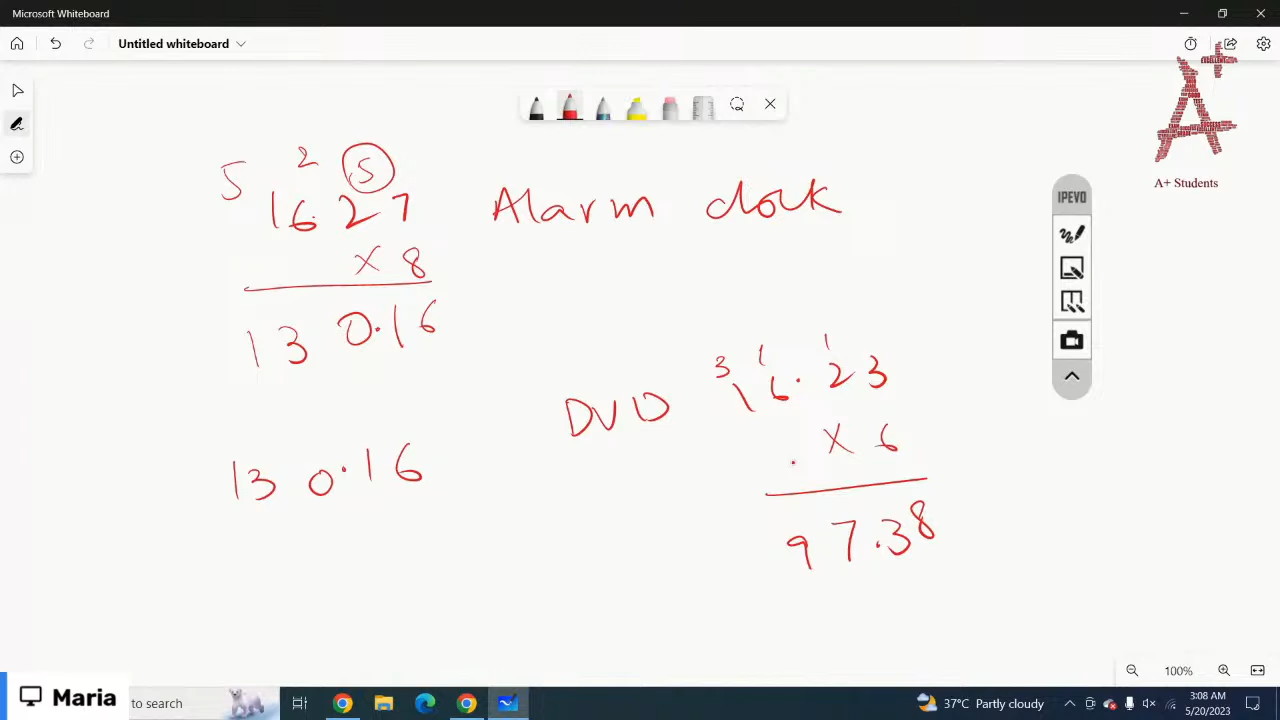 Microsoft Whiteboard
Untitled whiteboard
A+ Students
IPEVO
5 2 5
16.27 Alarm clock
× 8
130.16
3 1 1
DVD 16.23
. × 6
130.16
97.38
100%
Maria
to search
37°C Partly cloudy
3:08 AM
5/20/2023